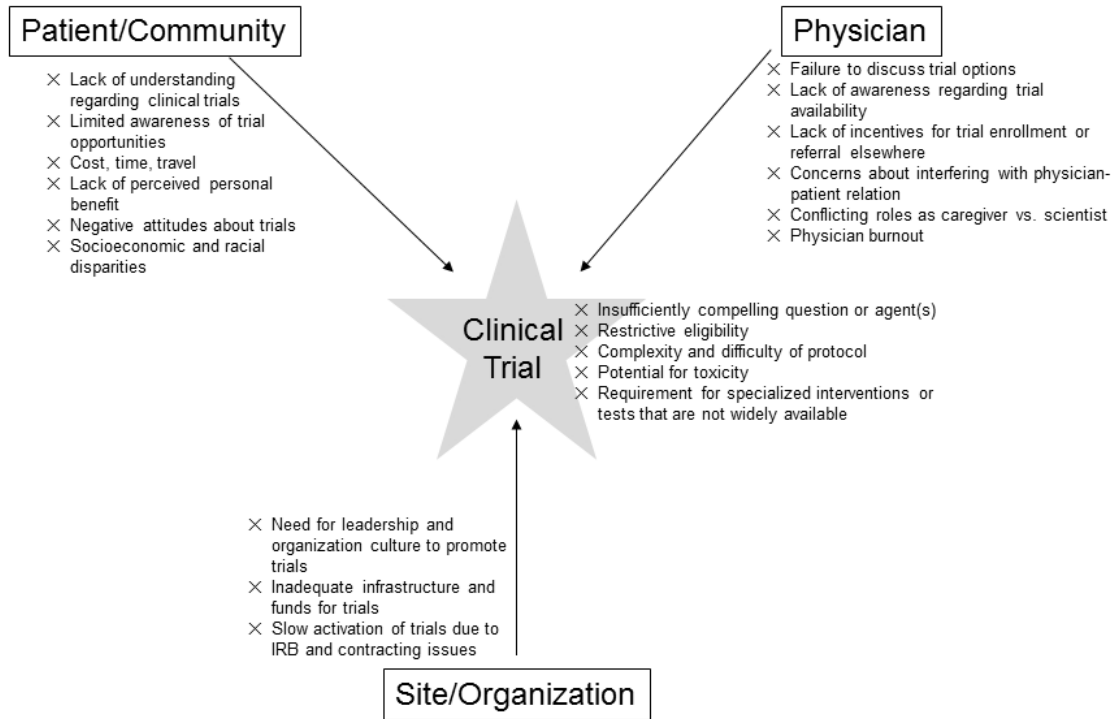 Patient/Community
× Lack of understanding
regarding clinical trials
× Limited awareness of trial
opportunities
× Cost, time, travel
× Lack of perceived personal
benefit
× Negative attitudes about trials
× Socioeconomic and racial
disparities
Physician
× Failure to discuss trial options
× Lack of awareness regarding trial
availability
× Lack of incentives for trial enrollment or
referral elsewhere
× Concerns about interfering with physician-
patient relation
× Conflicting roles as caregiver vs. scientist
× Physician burnout
Clinical
Trial
× Insufficiently compelling question or agent(s)
× Restrictive eligibility
× Complexity and difficulty of protocol
× Potential for toxicity
× Requirement for specialized interventions or
tests that are not widely available
× Need for leadership and
organization culture to promote
trials
× Inadequate infrastructure and
funds for trials
× Slow activation of trials due to
IRB and contracting issues
Site/Organization